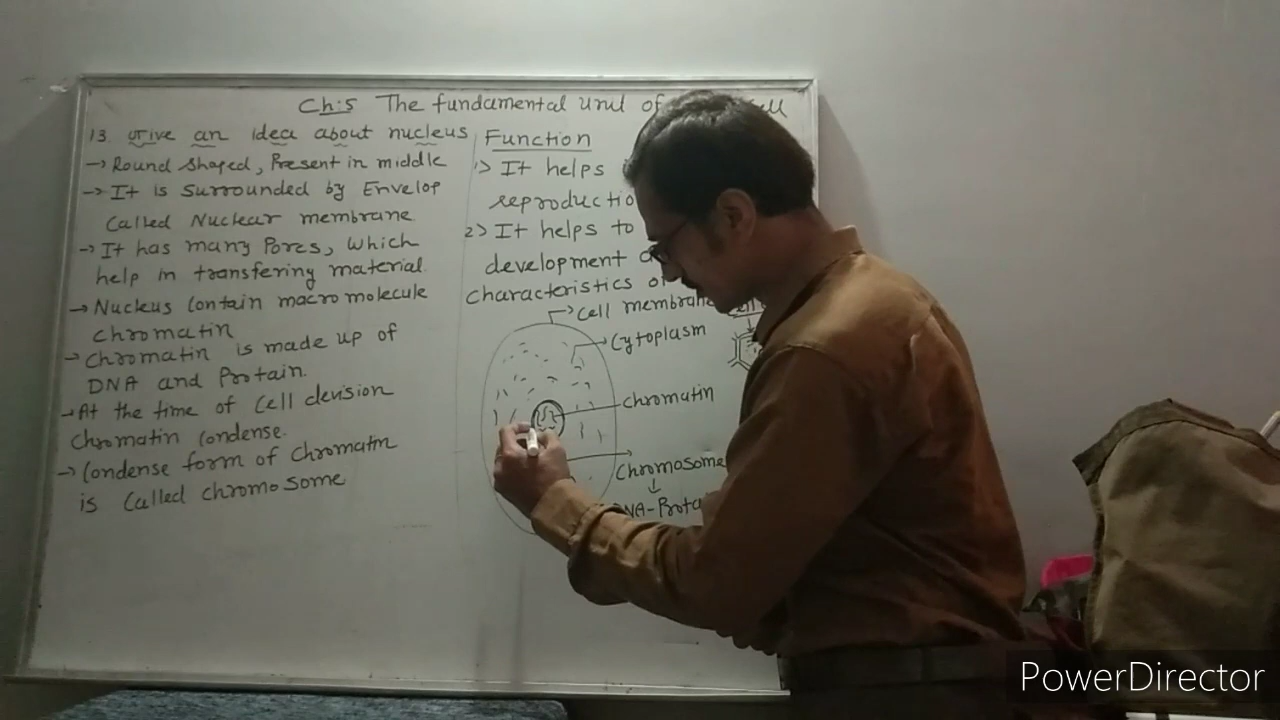 Ch:5 The fundamental unit of
13 Give an idea about nucleus
→ Round shaped, Present in middle
→ It is surrounded by Envelop
Called Nuclear membrane
→ It has many Pores, which
help in transfering material.
→ Nucleus Contain macromolecule
chromatin
→ Chromatin is made up of
DNA and Protain.
→ At the time of Cell devision
Chromatin Condense.
→ Condense form of Chromatin
is Called chromosome
Function
1> It helps
reproductio
2> It helps to
development
characteristics of
Cell membrane
Cytoplasm
chromatin
Chromosome
↓
DNA-Prota
PowerDirector